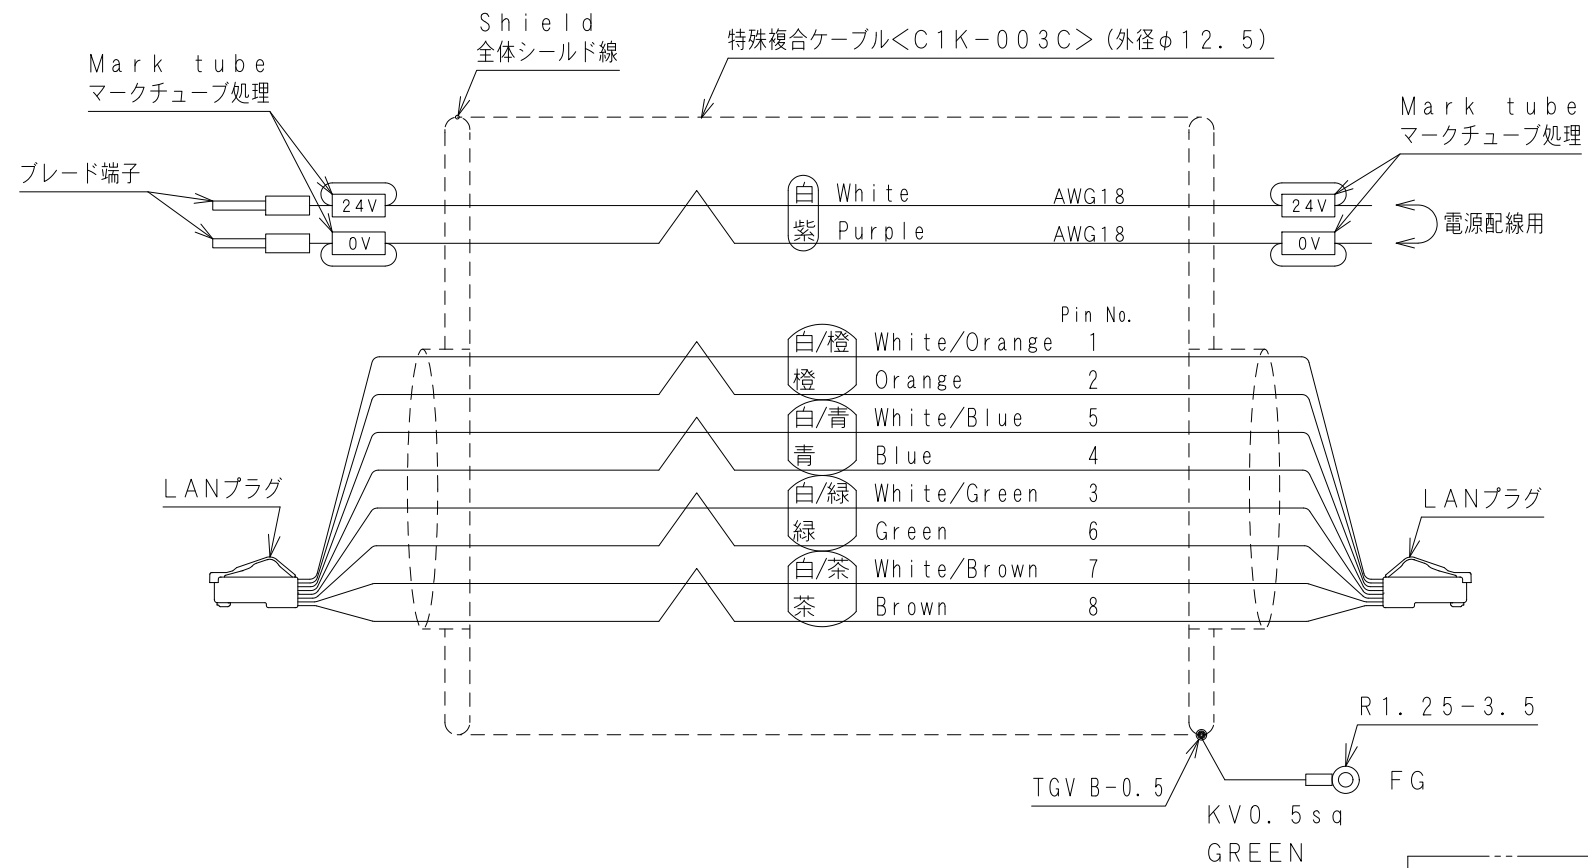 Shield
全体シールド線
特殊複合ケーブル<C1K-003C>(外径φ12.5)
Mark tube
マークチューブ処理
Mark tube
マークチューブ処理
ブレード端子
24V
白 White AWG18
24V
0V
紫 Purple AWG18
0V
電源配線用
Pin No.
白/橙 White/Orange 1
橙 Orange 2
白/青 White/Blue 5
青 Blue 4
白/緑 White/Green 3
緑 Green 6
白/茶 White/Brown 7
茶 Brown 8
LANプラグ
LANプラグ
R1.25-3.5
TGV B-0.5
FG
KV0.5sq
GREEN